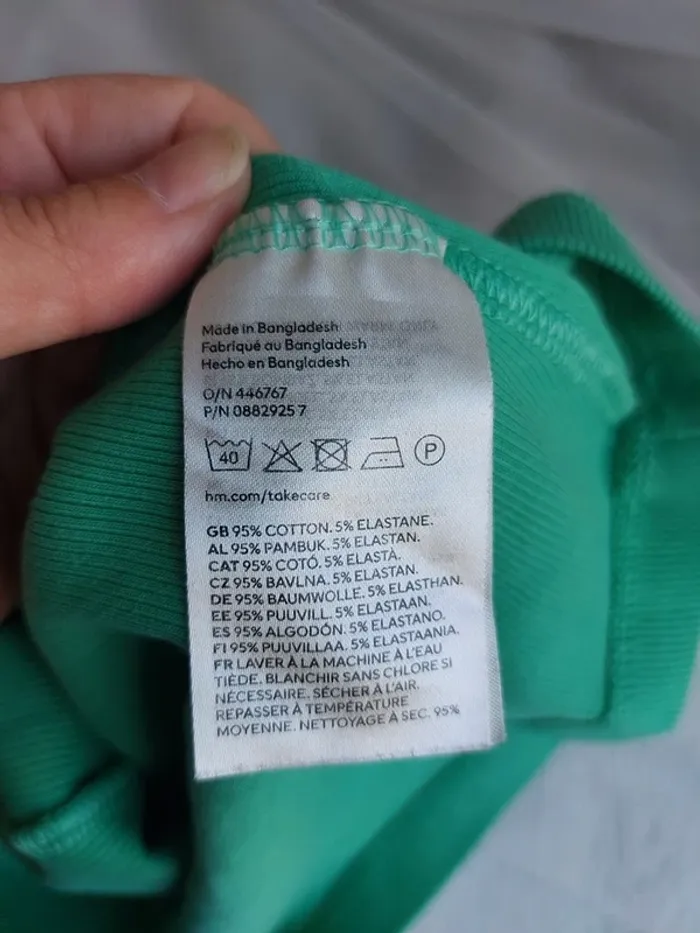 Made in Bangladesh
Fabriqué au Bangladesh
Hecho en Bangladesh
O/N 446767
P/N 0882925 7
40
P
hm.com/takecare
GB 95% COTTON. 5% ELASTANE.
AL 95% PAMBUK. 5% ELASTAN.
CAT 95% COTÓ. 5% ELASTÀ.
CZ 95% BAVLNA. 5% ELASTAN.
DE 95% BAUMWOLLE. 5% ELASTHAN.
EE 95% PUUVILL. 5% ELASTAAN.
ES 95% ALGODÓN. 5% ELASTANO.
FI 95% PUUVILLAA. 5% ELASTAANIA.
FR LAVER À LA MACHINE À L'EAU
TIÈDE. BLANCHIR SANS CHLORE SI
NÉCESSAIRE. SÉCHER À L'AIR.
REPASSER À TEMPÉRATURE
MOYENNE. NETTOYAGE À SEC. 95%